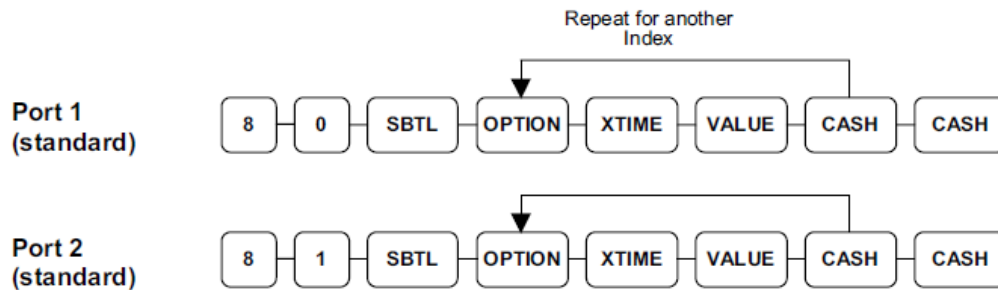 Repeat for another
Index
Port 1
(standard)
8 0 SBTL OPTION XTIME VALUE CASH CASH
Port 2
(standard)
8 1 SBTL OPTION XTIME VALUE CASH CASH